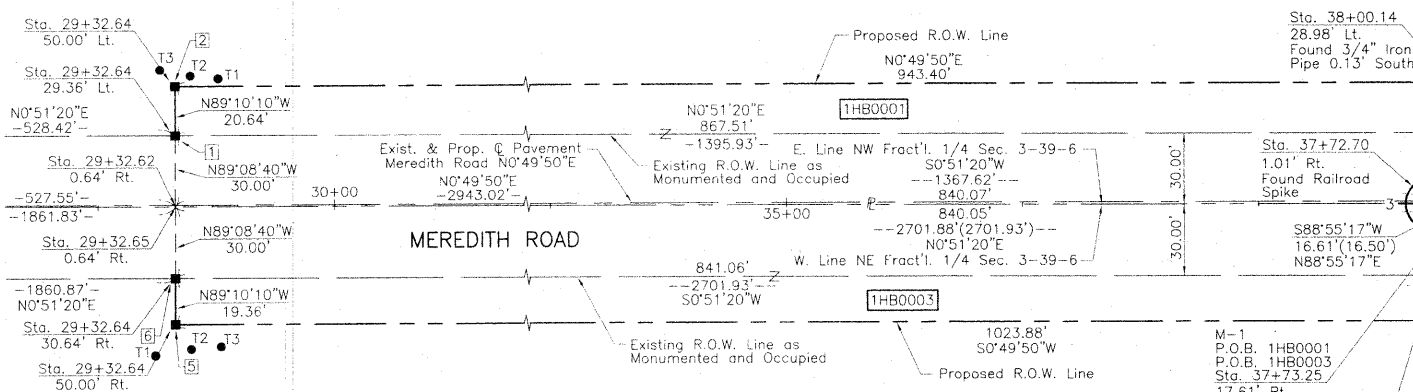 Sta. 29+32.64
50.00' Lt.
2
T3
T2
T1
Sta. 29+32.64
29.36' Lt.
N89°10'10"W
20.64'
N0°51'20"E
-528.42'-
1
Sta. 29+32.62
0.64' Rt.
N89°08'40"W
30.00'
-527.55'-
-1861.83'-
30+00
N89°08'40"W
30.00'
Sta. 29+32.65
0.64' Rt.
-1860.87'-
N0°51'20"E
N89°10'10"W
19.36'
Sta. 29+32.64
30.64' Rt.
6
T1
T2
T3
5
Sta. 29+32.64
50.00' Rt.
Exist. & Prop. ℄ Pavement
Meredith Road N0°49'50"E
N0°49'50"E
-2943.02'-
MEREDITH ROAD
Existing R.O.W. Line as
Monumented and Occupied
Existing R.O.W. Line as
Monumented and Occupied
Proposed R.O.W. Line
N0°49'50"E
943.40'
1HB0001
N0°51'20"E
867.51'
-1395.93'-
E. Line NW Fract'l. 1/4 Sec. 3-39-6
S0°51'20"W
--1367.62'--
840.07'
35+00
℄
840.05'
--2701.88'(2701.93')--
N0°51'20"E
W. Line NE Fract'l. 1/4 Sec. 3-39-6
841.06'
--2701.93'--
S0°51'20"W
1HB0003
1023.88'
S0°49'50"W
Proposed R.O.W. Line
30.00'
30.00'
Sta. 38+00.14
28.98' Lt.
Found 3/4" Iron
Pipe 0.13' South
Sta. 37+72.70
1.01' Rt.
Found Railroad
Spike
3
S88°55'17"W
16.61'(16.50')
N88°55'17"E
M-1
P.O.B. 1HB0001
P.O.B. 1HB0003
Sta. 37+73.25
17.61' Rt.